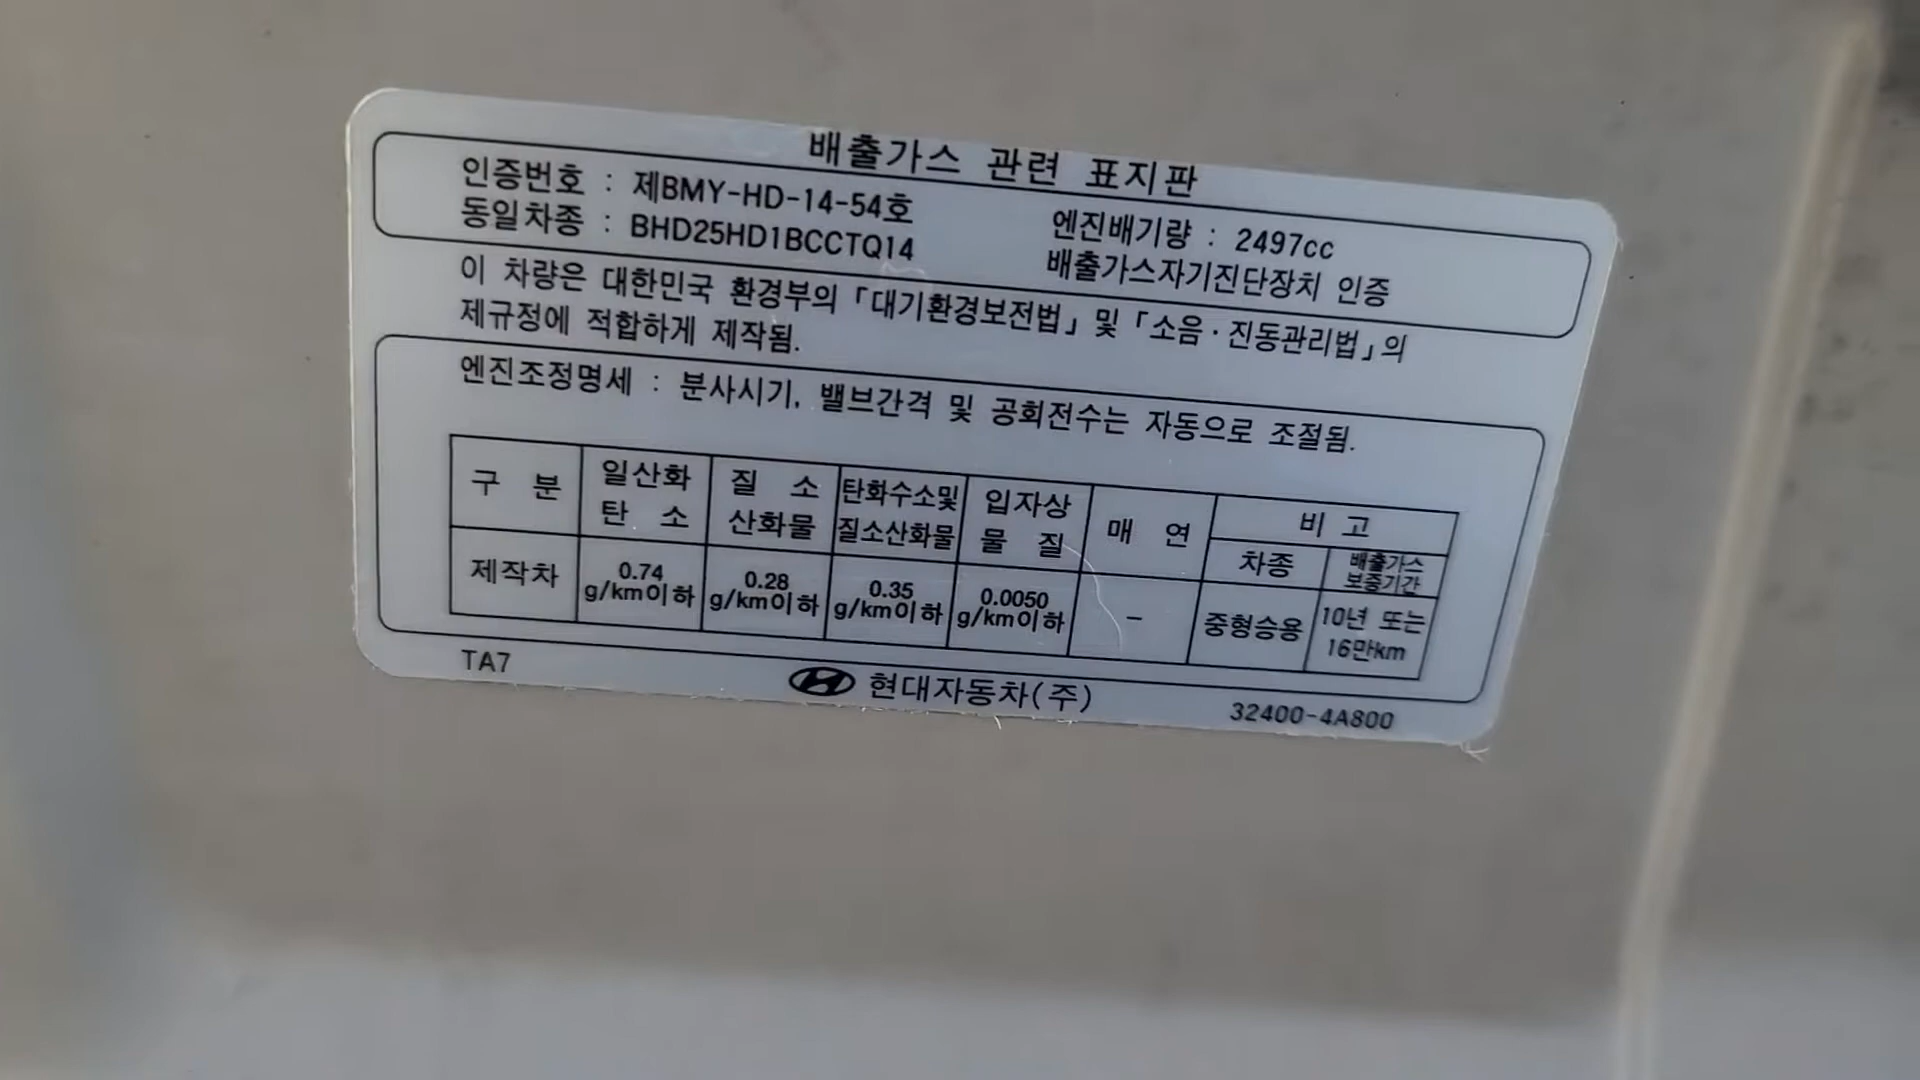 배출가스 관련 표지판
인증번호 : 제BMY-HD-14-54호
동일차종 : BHD25HD1BCCTQ14
엔진배기량 : 2497cc
배출가스자기진단장치 인증
이 차량은 대한민국 환경부의 「대기환경보전법」 및 「소음·진동관리법」의
제규정에 적합하게 제작됨.
엔진조정명세 : 분사시기, 밸브간격 및 공회전수는 자동으로 조절됨.
구 분
일산화
탄 소
질 소
산화물
탄화수소및
질소산화물
입자상
물 질
매 연
비 고
차종
배출가스
보증기간
제작차
0.74
g/km이하
0.28
g/km이하
0.35
g/km이하
0.0050
g/km이하
-
중형승용
10년 또는
16만km
TA7
현대자동차(주)
32400-4A800